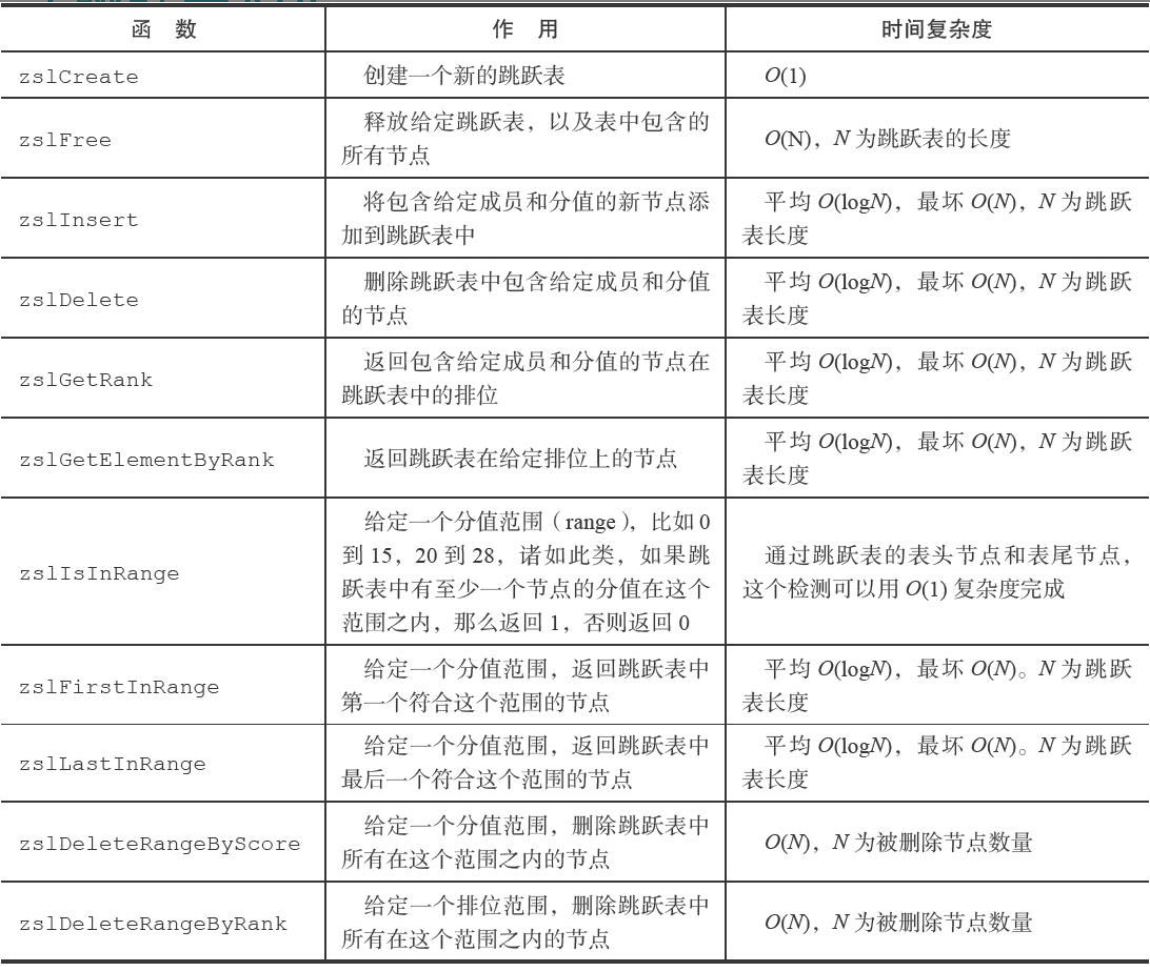 函 数 作 用 时间复杂度
zslCreate 创建一个新的跳跃表 O(1)
zslFree 释放给定跳跃表，以及表中包含的
所有节点 O(N)，N 为跳跃表的长度
zslInsert 将包含给定成员和分值的新节点添
加到跳跃表中 平均 O(logN)，最坏 O(N)，N 为跳跃
表长度
zslDelete 删除跳跃表中包含给定成员和分值
的节点 平均 O(logN)，最坏 O(N)，N 为跳跃
表长度
zslGetRank 返回包含给定成员和分值的节点在
跳跃表中的排位 平均 O(logN)，最坏 O(N)，N 为跳跃
表长度
zslGetElementByRank 返回跳跃表在给定排位上的节点 平均 O(logN)，最坏 O(N)，N 为跳跃
表长度
zslIsInRange 给定一个分值范围（range），比如 0
到 15，20 到 28，诸如此类，如果跳
跃表中有至少一个节点的分值在这个
范围之内，那么返回 1，否则返回 0 通过跳跃表的表头节点和表尾节点，
这个检测可以用 O(1) 复杂度完成
zslFirstInRange 给定一个分值范围，返回跳跃表中
第一个符合这个范围的节点 平均 O(logN)，最坏 O(N)。N 为跳跃
表长度
zslLastInRange 给定一个分值范围，返回跳跃表中
最后一个符合这个范围的节点 平均 O(logN)，最坏 O(N)。N 为跳跃
表长度
zslDeleteRangeByScore 给定一个分值范围，删除跳跃表中
所有在这个范围之内的节点 O(N)，N 为被删除节点数量
zslDeleteRangeByRank 给定一个排位范围，删除跳跃表中
所有在这个范围之内的节点 O(N)，N 为被删除节点数量